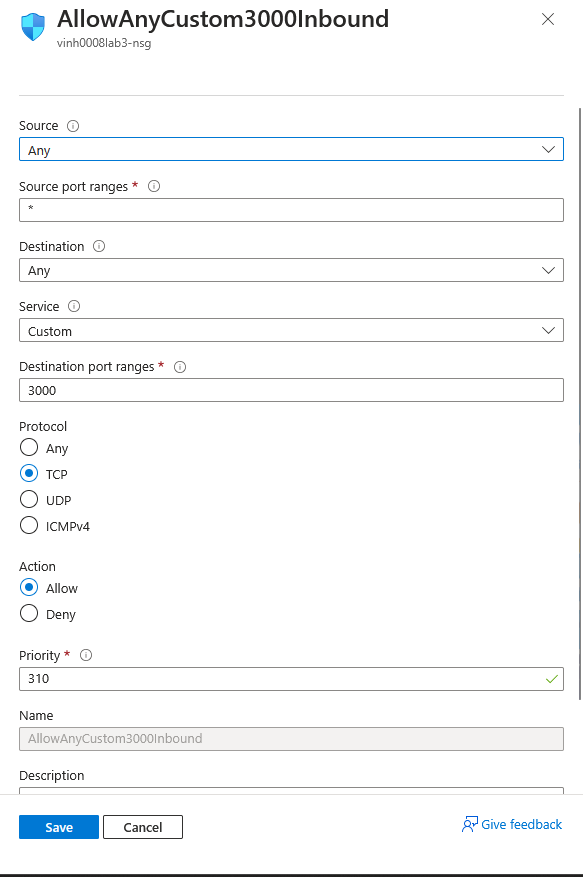 AllowAnyCustom3000Inbound
vinh0008lab3-nsg
Source
Any
Source port ranges *
*
Destination
Any
Service
Custom
Destination port ranges *
3000
Protocol
Any
TCP
UDP
ICMPv4
Action
Allow
Deny
Priority *
310
Name
AllowAnyCustom3000Inbound
Description
Save
Cancel
Give feedback